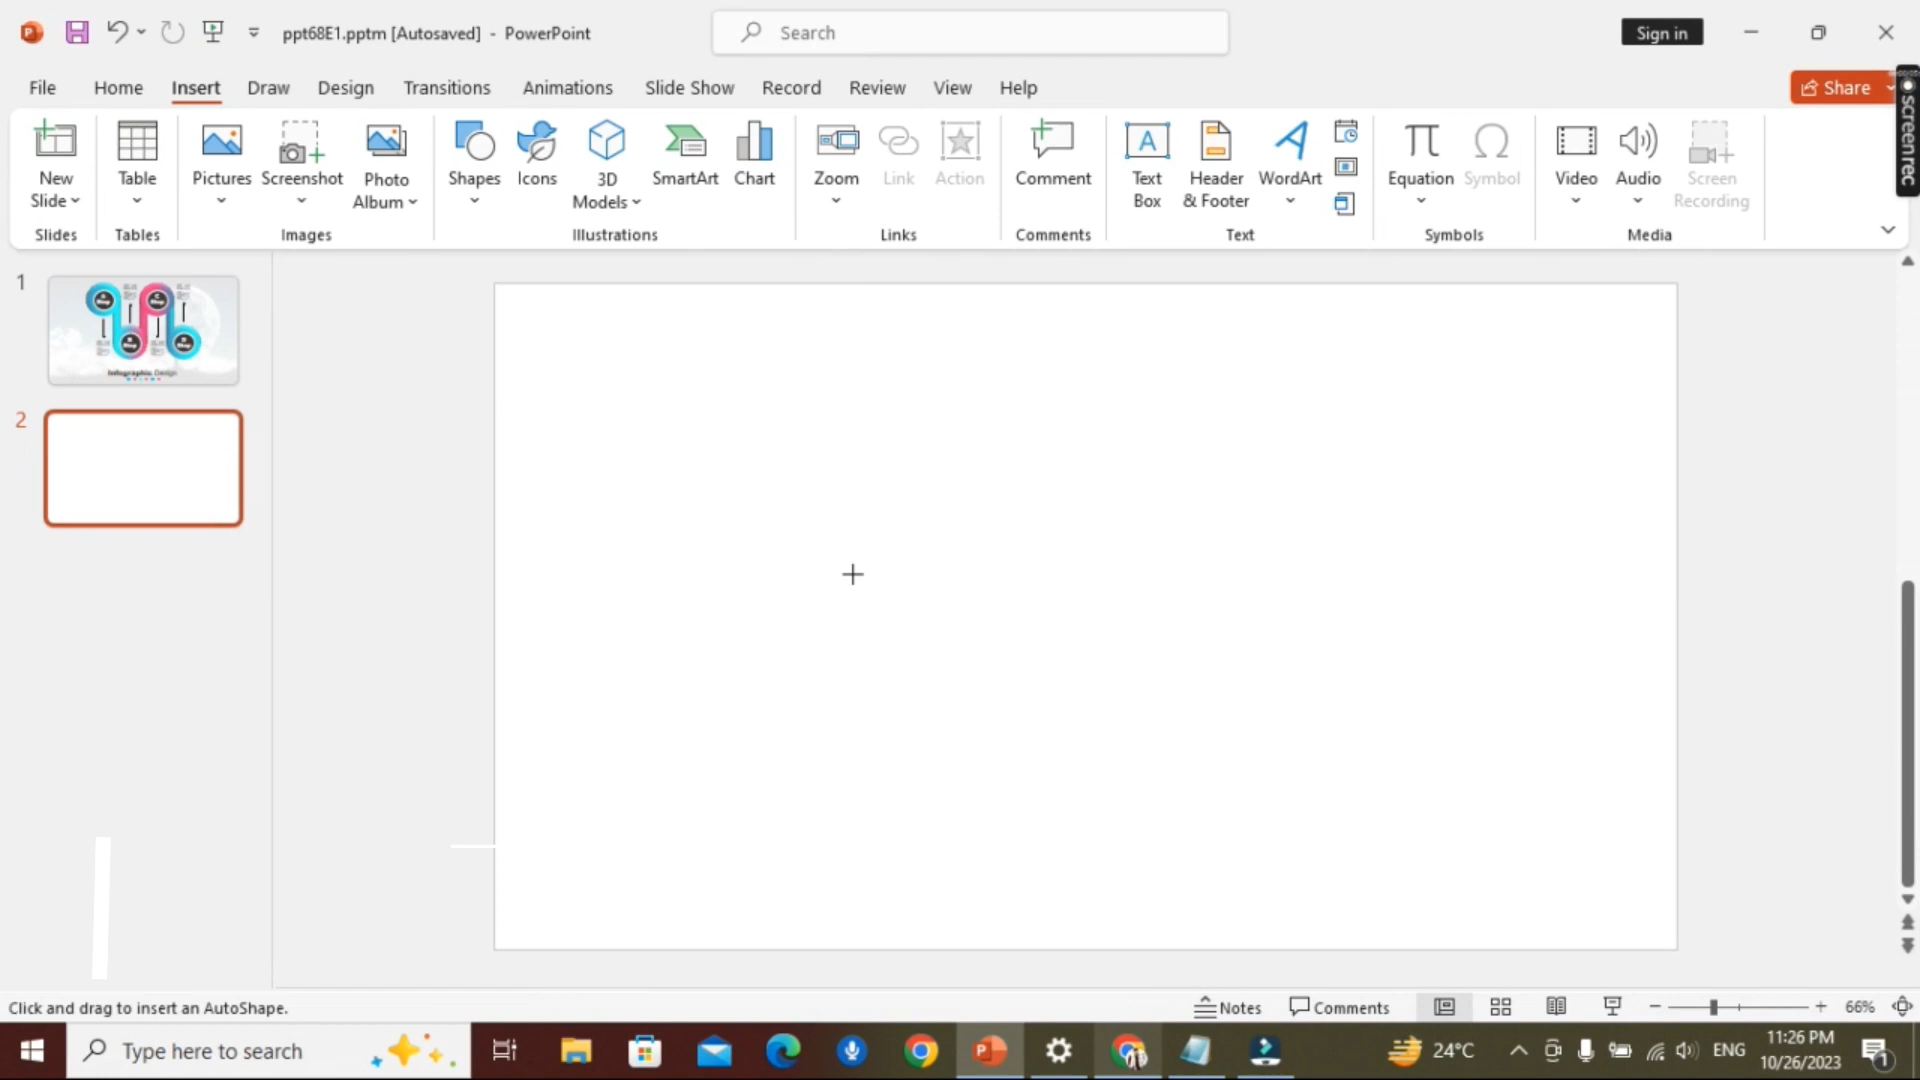 ppt68E1.pptm [Autosaved] - PowerPoint
Search
Sign in
File Home Insert Draw Design Transitions Animations Slide Show Record Review View Help
Share
screenrec
New Slide
Table
Pictures
Screenshot
Photo Album
Shapes
Icons
3D Models
SmartArt
Chart
Zoom
Link
Action
Comment
Text Box
Header & Footer
WordArt
Equation
Symbol
Video
Audio
Screen Recording
Slides Tables Images Illustrations Links Comments Text Symbols Media
1
Infographic Design
2
Click and drag to insert an AutoShape.
Notes
Comments
66%
Type here to search
24°C
ENG
11:26 PM
10/26/2023
1